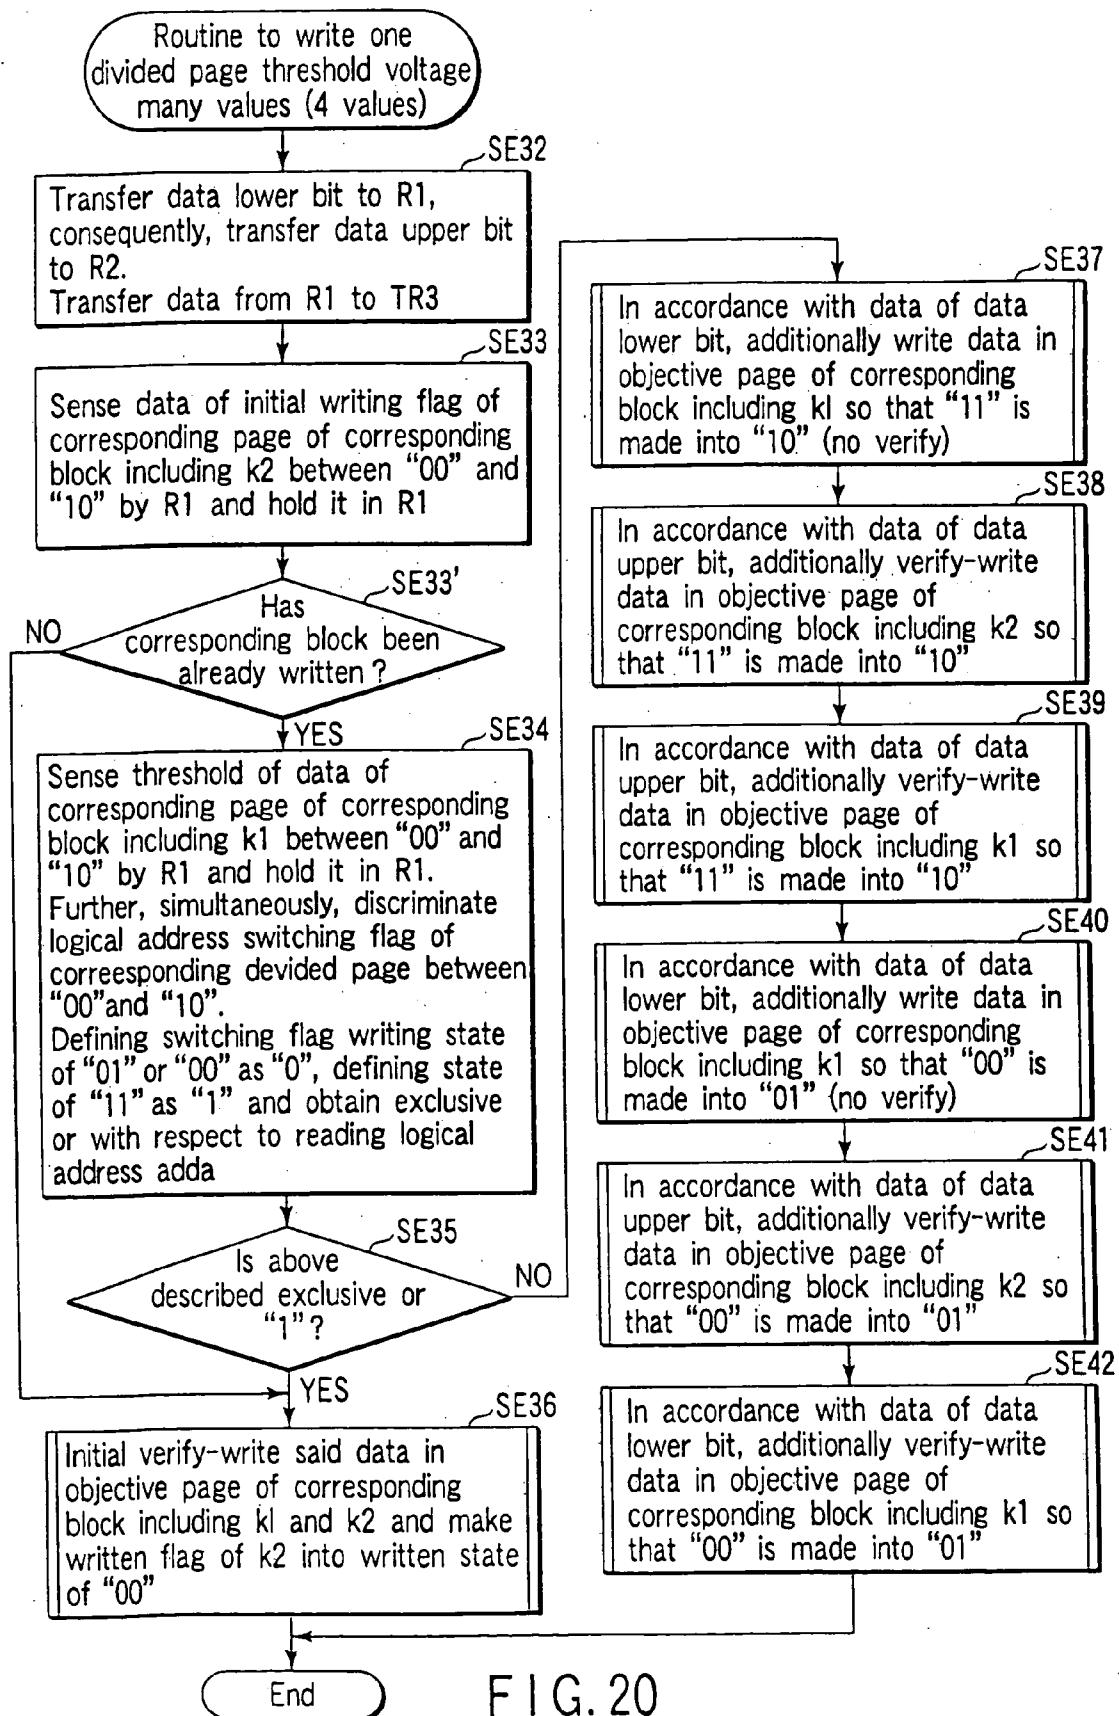 Routine to write one
divided page threshold voltage
many values (4 values)
SE32
Transfer data lower bit to R1,
consequently, transfer data upper bit
to R2.
Transfer data from R1 to TR3
SE33
Sense data of initial writing flag of
corresponding page of corresponding
block including k2 between “00” and
“10” by R1 and hold it in R1
SE33'
Has
corresponding block been
already written ?
NO
YES
SE34
Sense threshold of data of
corresponding page of corresponding
block including k1 between “00” and
“10” by R1 and hold it in R1.
Further, simultaneously, discriminate
logical address switching flag of
correesponding devided page between
“00” and “10”.
Defining switching flag writing state
of “01” or “00” as “0”, defining state
of “11” as “1” and obtain exclusive
or with respect to reading logical
address adda
SE35
Is above
described exclusive or
“1” ?
NO
YES
SE36
Initial verify-write said data in
objective page of corresponding
block including kl and k2 and make
written flag of k2 into written state
of “00”
End
SE37
In accordance with data of data
lower bit, additionally write data in
objective page of corresponding
block including kl so that “11” is
made into “10” (no verify)
SE38
In accordance with data of data
upper bit, additionally verify-write
data in objective page of
corresponding block including k2 so
that “11” is made into “10”
SE39
In accordance with data of data
upper bit, additionally verify-write
data in objective page of
corresponding block including k1 so
that “11” is made into “10”
SE40
In accordance with data of data
lower bit, additionally write data in
objective page of corresponding
block including k1 so that “00” is
made into “01” (no verify)
SE41
In accordance with data of data
upper bit, additionally verify-write
data in objective page of
corresponding block including k2 so
that “00” is made into “01”
SE42
In accordance with data of data
lower bit, additionally verify-write
data in objective page of
corresponding block including k1 so
that “00” is made into “01”
FIG. 20